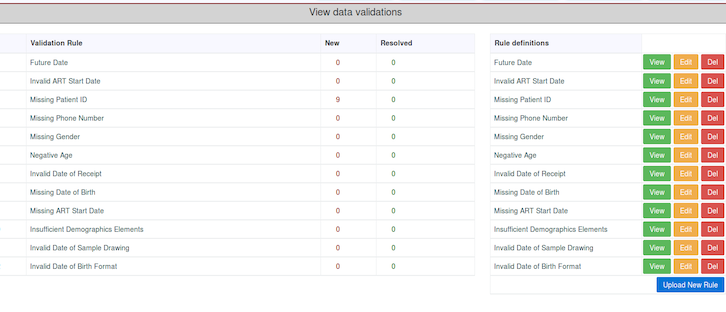 View data validations
Validation Rule New Resolved
Future Date 0 0
Invalid ART Start Date 0 0
Missing Patient ID 9 0
Missing Phone Number 0 0
Missing Gender 0 0
Negative Age 0 0
Invalid Date of Receipt 0 0
Missing Date of Birth 0 0
Missing ART Start Date 0 0
Insufficient Demographics Elements 0 0
Invalid Date of Sample Drawing 0 0
Invalid Date of Birth Format 0 0
Rule definitions
Future Date View Edit Del
Invalid ART Start Date View Edit Del
Missing Patient ID View Edit Del
Missing Phone Number View Edit Del
Missing Gender View Edit Del
Negative Age View Edit Del
Invalid Date of Receipt View Edit Del
Missing Date of Birth View Edit Del
Missing ART Start Date View Edit Del
Insufficient Demographics Elements View Edit Del
Invalid Date of Sample Drawing View Edit Del
Invalid Date of Birth Format View Edit Del
Upload New Rule